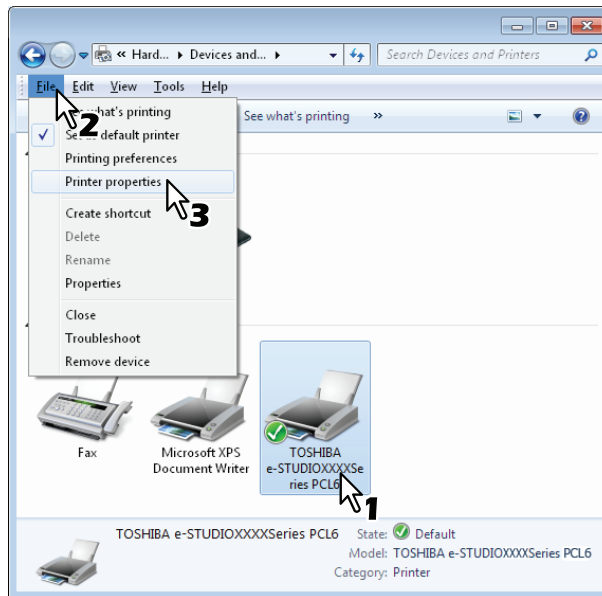 « Hard... ▸ Devices and... ▸ Search Devices and Printers
File Edit View Tools Help
2
See what's printing »
what's printing
default printer
Printing preferences
Printer properties
3
Create shortcut
Delete
Rename
Properties
Close
Troubleshoot
Remove device
Fax
Microsoft XPS
Document Writer
TOSHIBA
e-STUDIOXXXXSe
ries PCL6
1
TOSHIBA e-STUDIOXXXXSeries PCL6 State: Default
Model: TOSHIBA e-STUDIOXXXXSeries PCL6
Category: Printer